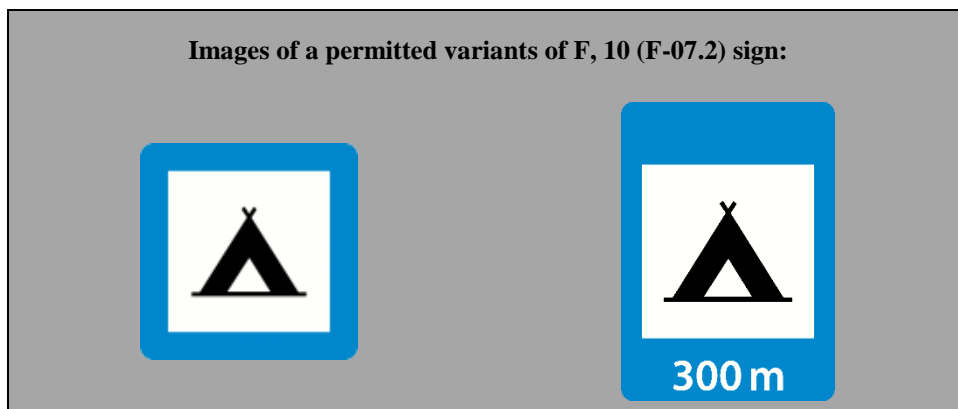 Images of a permitted variants of F, 10 (F-07.2) sign:
300 m